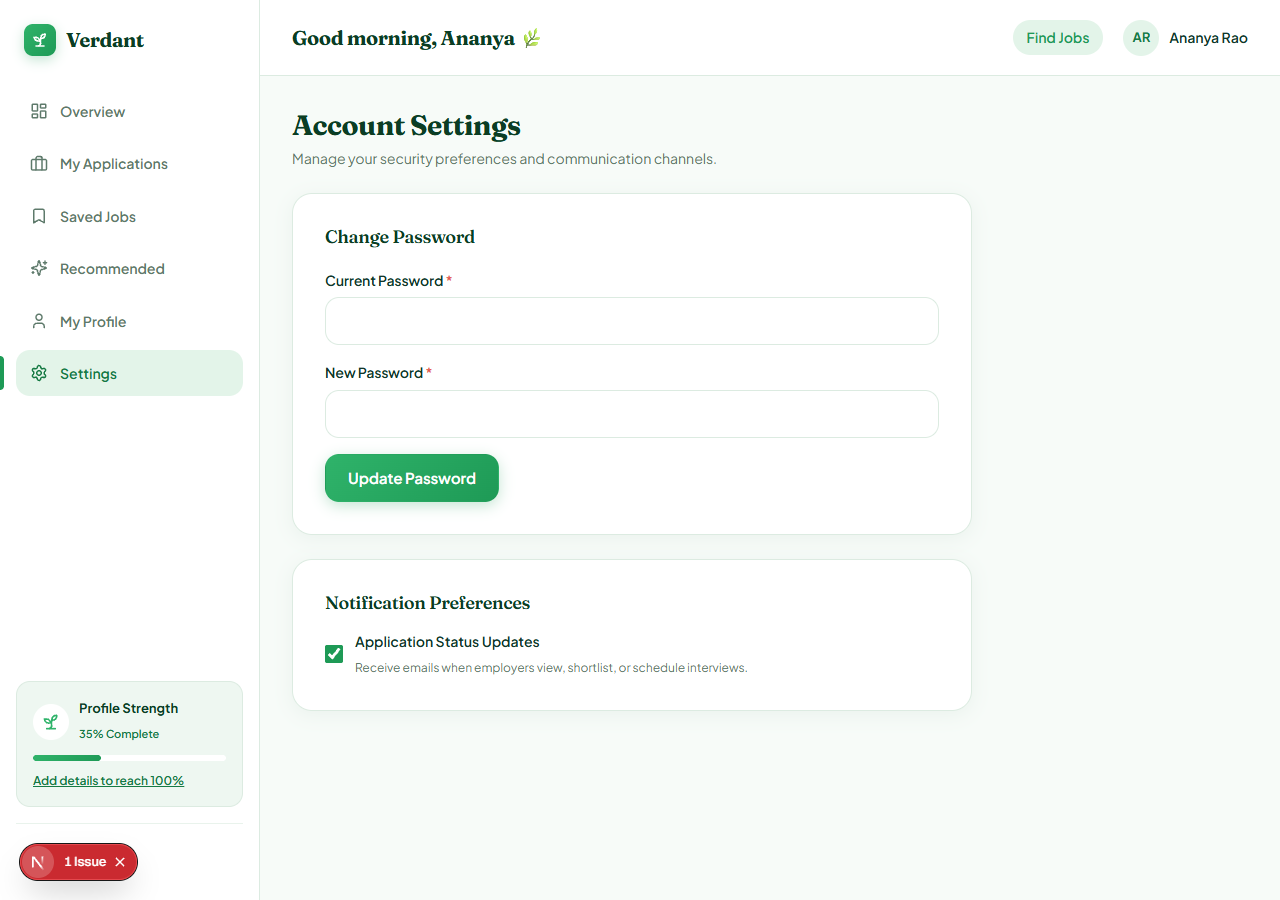 Verdant
Overview
My Applications
Saved Jobs
Recommended
My Profile
Settings
Profile Strength
35% Complete
Add details to reach 100%
N
1 Issue
Good morning, Ananya 🌿
Find Jobs
AR
Ananya Rao
Account Settings
Manage your security preferences and communication channels.
Change Password
Current Password *
New Password *
Update Password
Notification Preferences
Application Status Updates
Receive emails when employers view, shortlist, or schedule interviews.